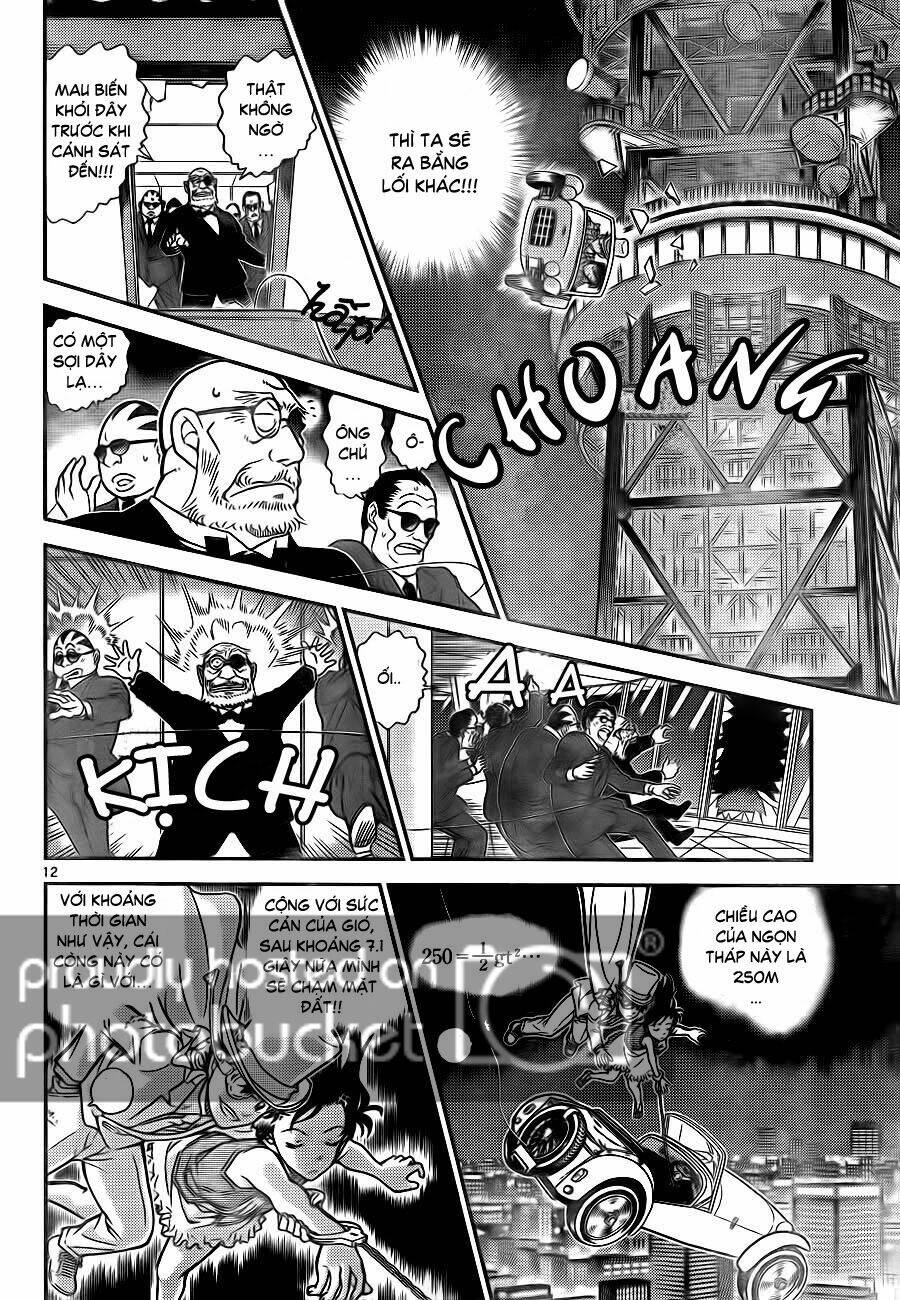 THÌ TA SẼ
RA BẰNG
LỐI KHÁC!!!
CHOANG
THẬT
KHÔNG
NGỜ
...
MAU BIẾN
KHỎI ĐÂY
TRƯỚC KHI
CẢNH SÁT
ĐẾN!!!
hấp!
Ô-
ÔNG
CHỦ
CÓ MỘT
SỢI DÂY
LẠ...
A A
ỐI..
KỊCH
12
CHIỀU CAO
CỦA NGỌN
THÁP NÀY LÀ
250M
...
250 = 1/2 gt²...
CỘNG VỚI SỨC
CẢN CỦA GIÓ,
SAU KHOẢNG 7.1
GIÂY NỮA MÌNH
SẼ CHẠM MẶT
ĐẤT!!
VỚI KHOẢNG
THỜI GIAN
NHƯ VẬY, CÁI
CÔNG NÀY CÓ
LÀ GÌ VỚI...
photobucket
®